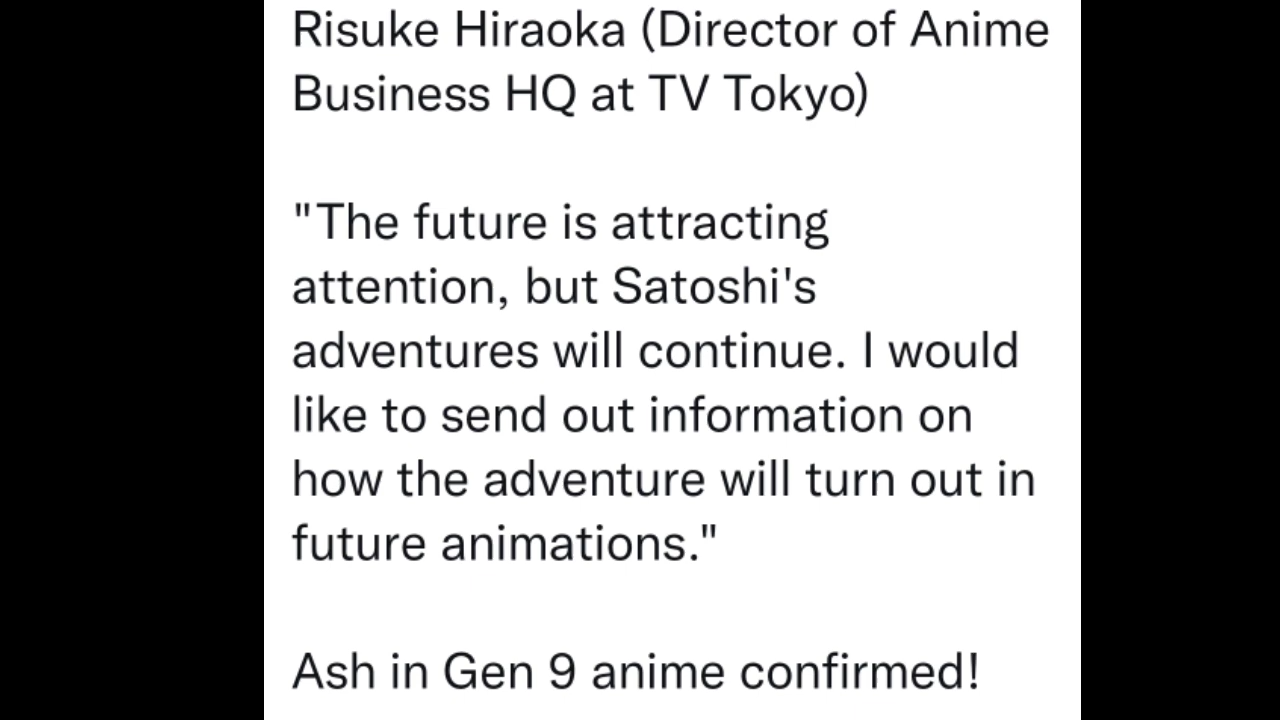 Risuke Hiraoka (Director of Anime
Business HQ at TV Tokyo)
"The future is attracting
attention, but Satoshi's
adventures will continue. I would
like to send out information on
how the adventure will turn out in
future animations."
Ash in Gen 9 anime confirmed!